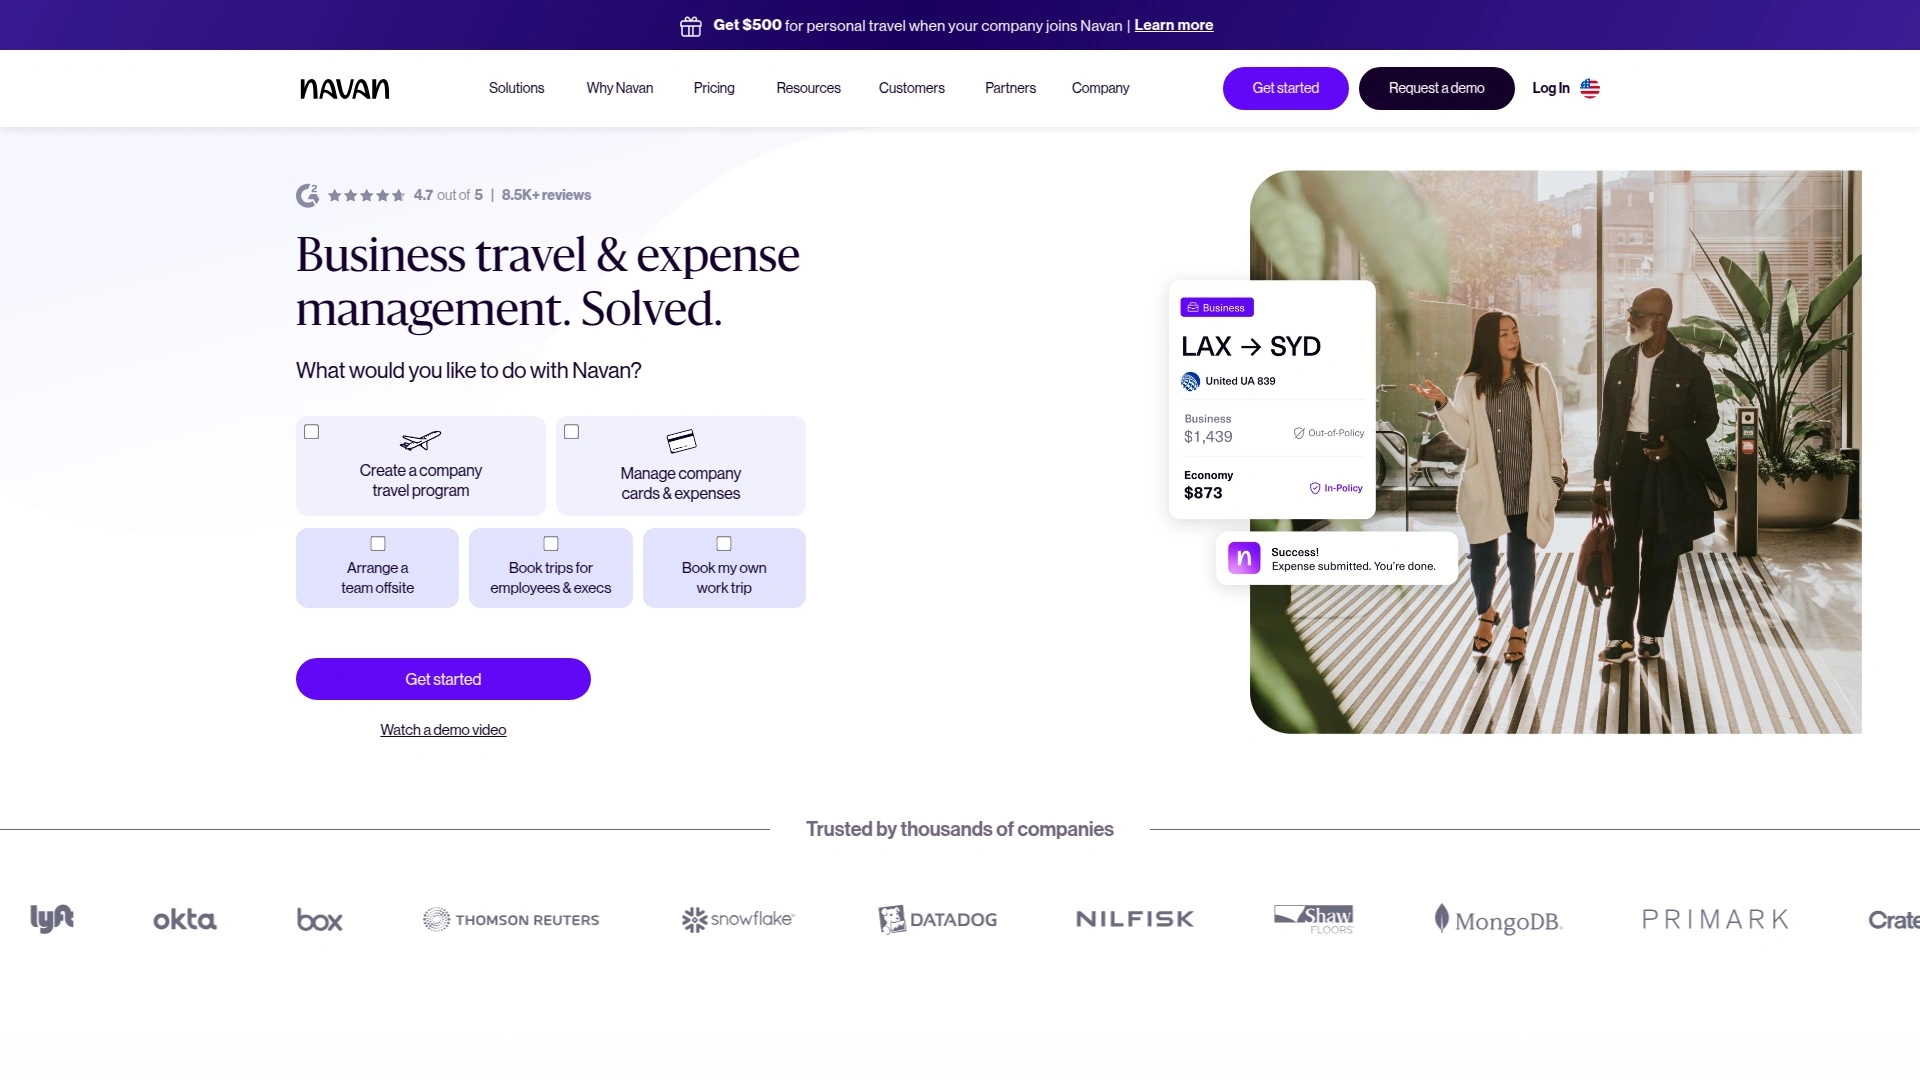 Get $500 for personal travel when your company joins Navan | Learn more
navan
Solutions
Why Navan
Pricing
Resources
Customers
Partners
Company
Get started
Request a demo
Log In
G2
4.7 out of 5 | 8.5K+ reviews
Business travel & expense
management. Solved.
What would you like to do with Navan?
Create a company
travel program
Manage company
cards & expenses
Arrange a
team offsite
Book trips for
employees & execs
Book my own
work trip
Get started
Watch a demo video
Business
LAX → SYD
United UA 839
Business
$1,439
Out-of-Policy
Economy
$873
In-Policy
n
Success!
Expense submitted. You're done.
Trusted by thousands of companies
lyft
okta
box
THOMSON REUTERS
snowflake
DATADOG
NILFISK
Shaw
FLOORS
MongoDB.
PRIMARK
Crate